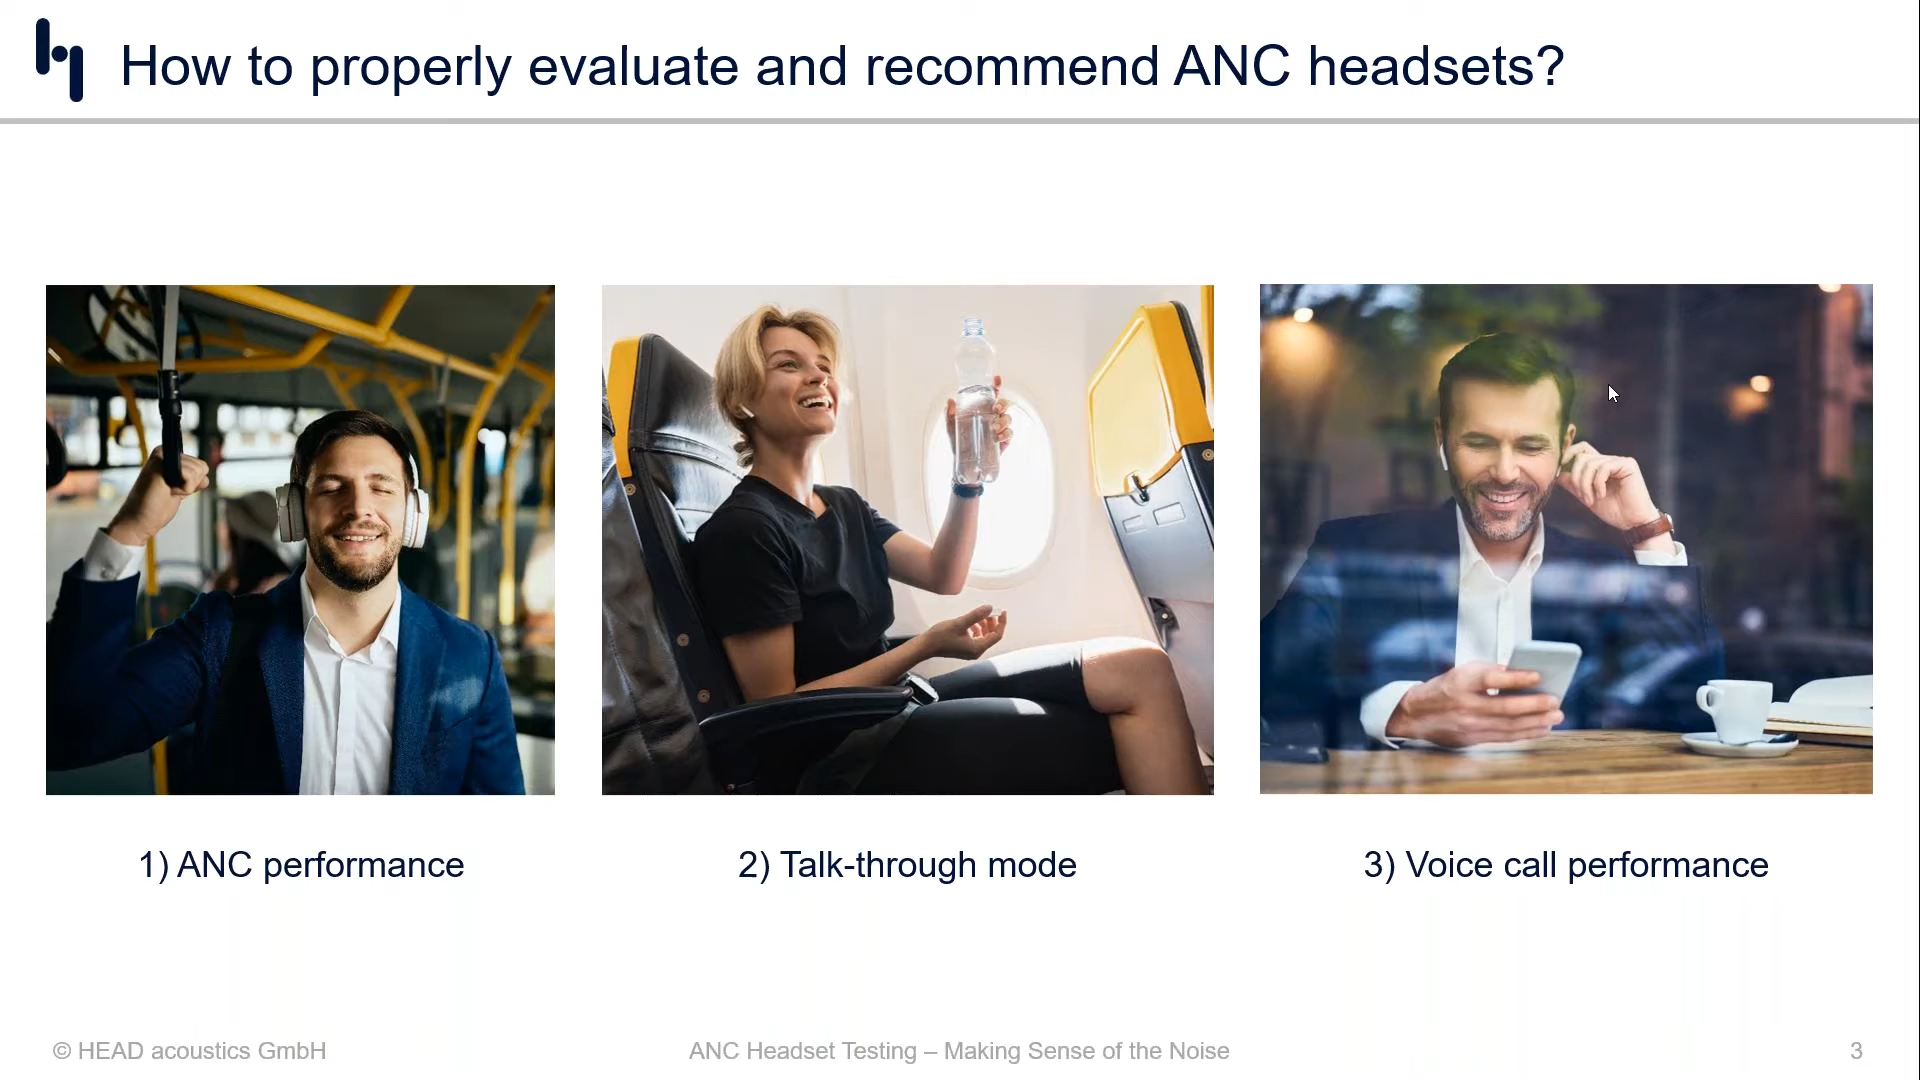 How to properly evaluate and recommend ANC headsets?
1) ANC performance
2) Talk-through mode
3) Voice call performance
© HEAD acoustics GmbH
ANC Headset Testing – Making Sense of the Noise
3